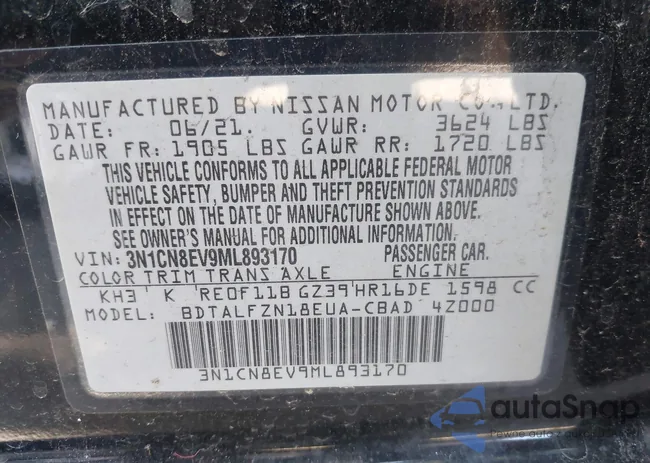 MANUFACTURED BY NISSAN MOTOR CO., LTD.
DATE: 06/21. GVWR: 3624 LBS
GAWR FR: 1905 LBS GAWR RR: 1720 LBS
THIS VEHICLE CONFORMS TO ALL APPLICABLE FEDERAL MOTOR
VEHICLE SAFETY, BUMPER AND THEFT PREVENTION STANDARDS
IN EFFECT ON THE DATE OF MANUFACTURE SHOWN ABOVE.
SEE OWNER'S MANUAL FOR ADDITIONAL INFORMATION.
VIN: 3N1CN8EV9ML893170 PASSENGER CAR.
COLOR TRIM TRANS AXLE ENGINE
KH3 K RE0F11B GZ39 HR16DE 1598 CC
MODEL: BDTALFZN18EUA-CBAD 4Z000
3N1CN8EV9ML893170
autoSnap